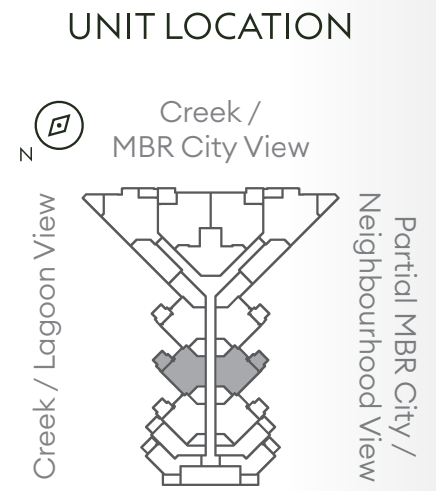 UNIT LOCATION
N
Creek /
MBR City View
Creek / Lagoon View
Partial MBR City /
Neighbourhood View